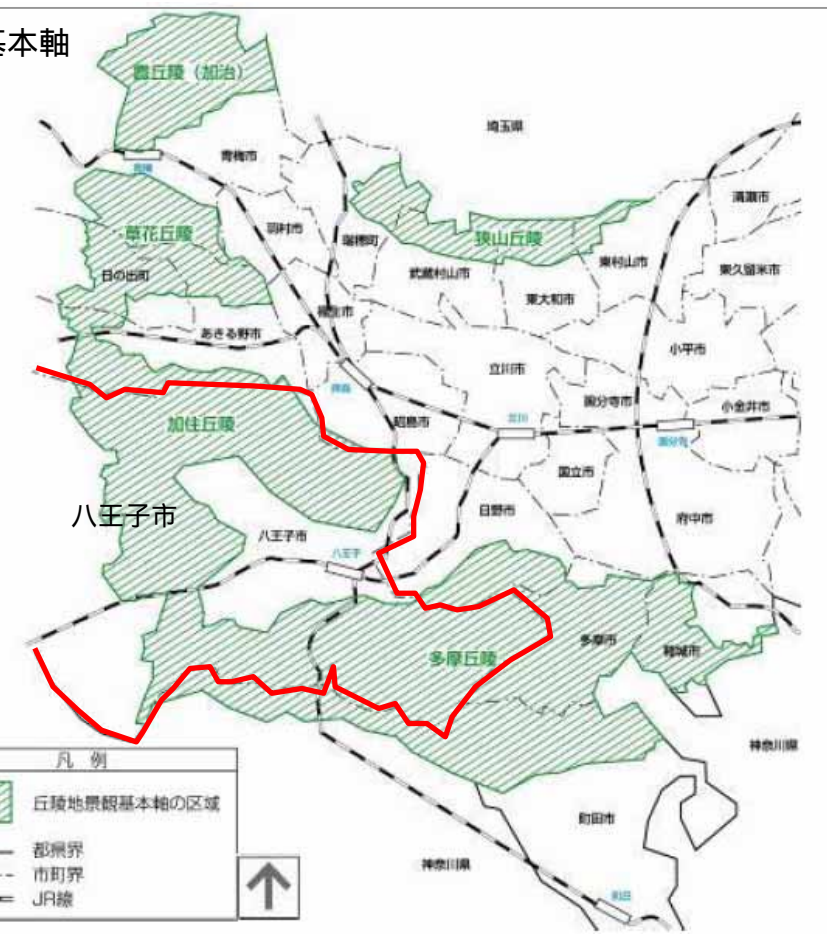 基本軸
霞丘陵（加治）
埼玉県
青梅市
清瀬市
羽村市
草花丘陵
瑞穂町
狭山丘陵
東村山市
日の出町
武蔵村山市
東久留米市
東大和市
福生市
あきる野市
小平市
立川市
国分寺市
小金井市
加住丘陵
昭島市
立川
国分寺
国立市
八王子市
日野市
府中市
八王子市
八王子
多摩丘陵
多摩市
稲城市
神奈川県
町田市
神奈川県
町田
凡 例
丘陵地景観基本軸の区域
都県界
市町界
JR線